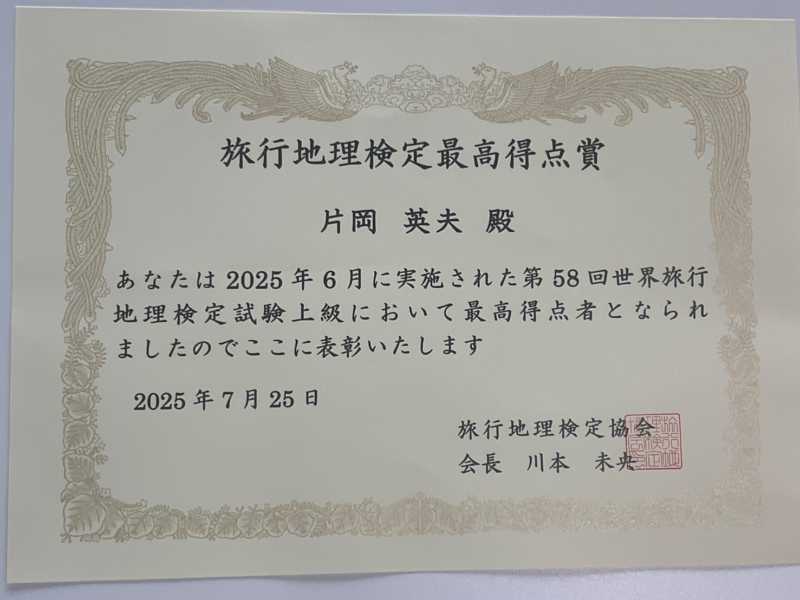 旅行地理検定最高得点賞
片岡 英夫 殿
あなたは 2025 年 6 月に実施された第 58 回世界旅行
地理検定試験上級において最高得点者となられ
ましたのでここに表彰いたします
2025 年 7 月 25 日
旅行地理検定協会
会長 川本 未央